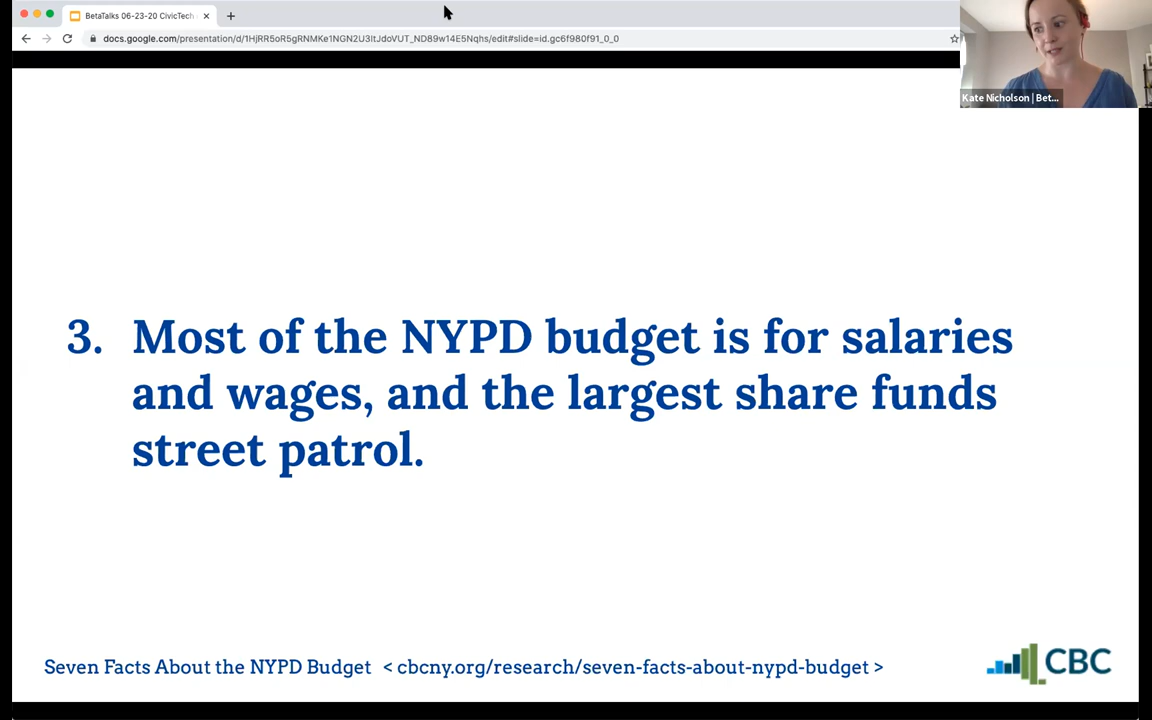 BetaTalks 06-23-20 CivicTech
docs.google.com/presentation/d/1HjRR5oR5gRNMKe1NGN2U3ltJdoVUT_ND89w14E5Nqhs/edit#slide=id.gc6f980f91_0_0
Kate Nicholson | Bet...
3. Most of the NYPD budget is for salaries
and wages, and the largest share funds
street patrol.
Seven Facts About the NYPD Budget < cbcny.org/research/seven-facts-about-nypd-budget >
CBC